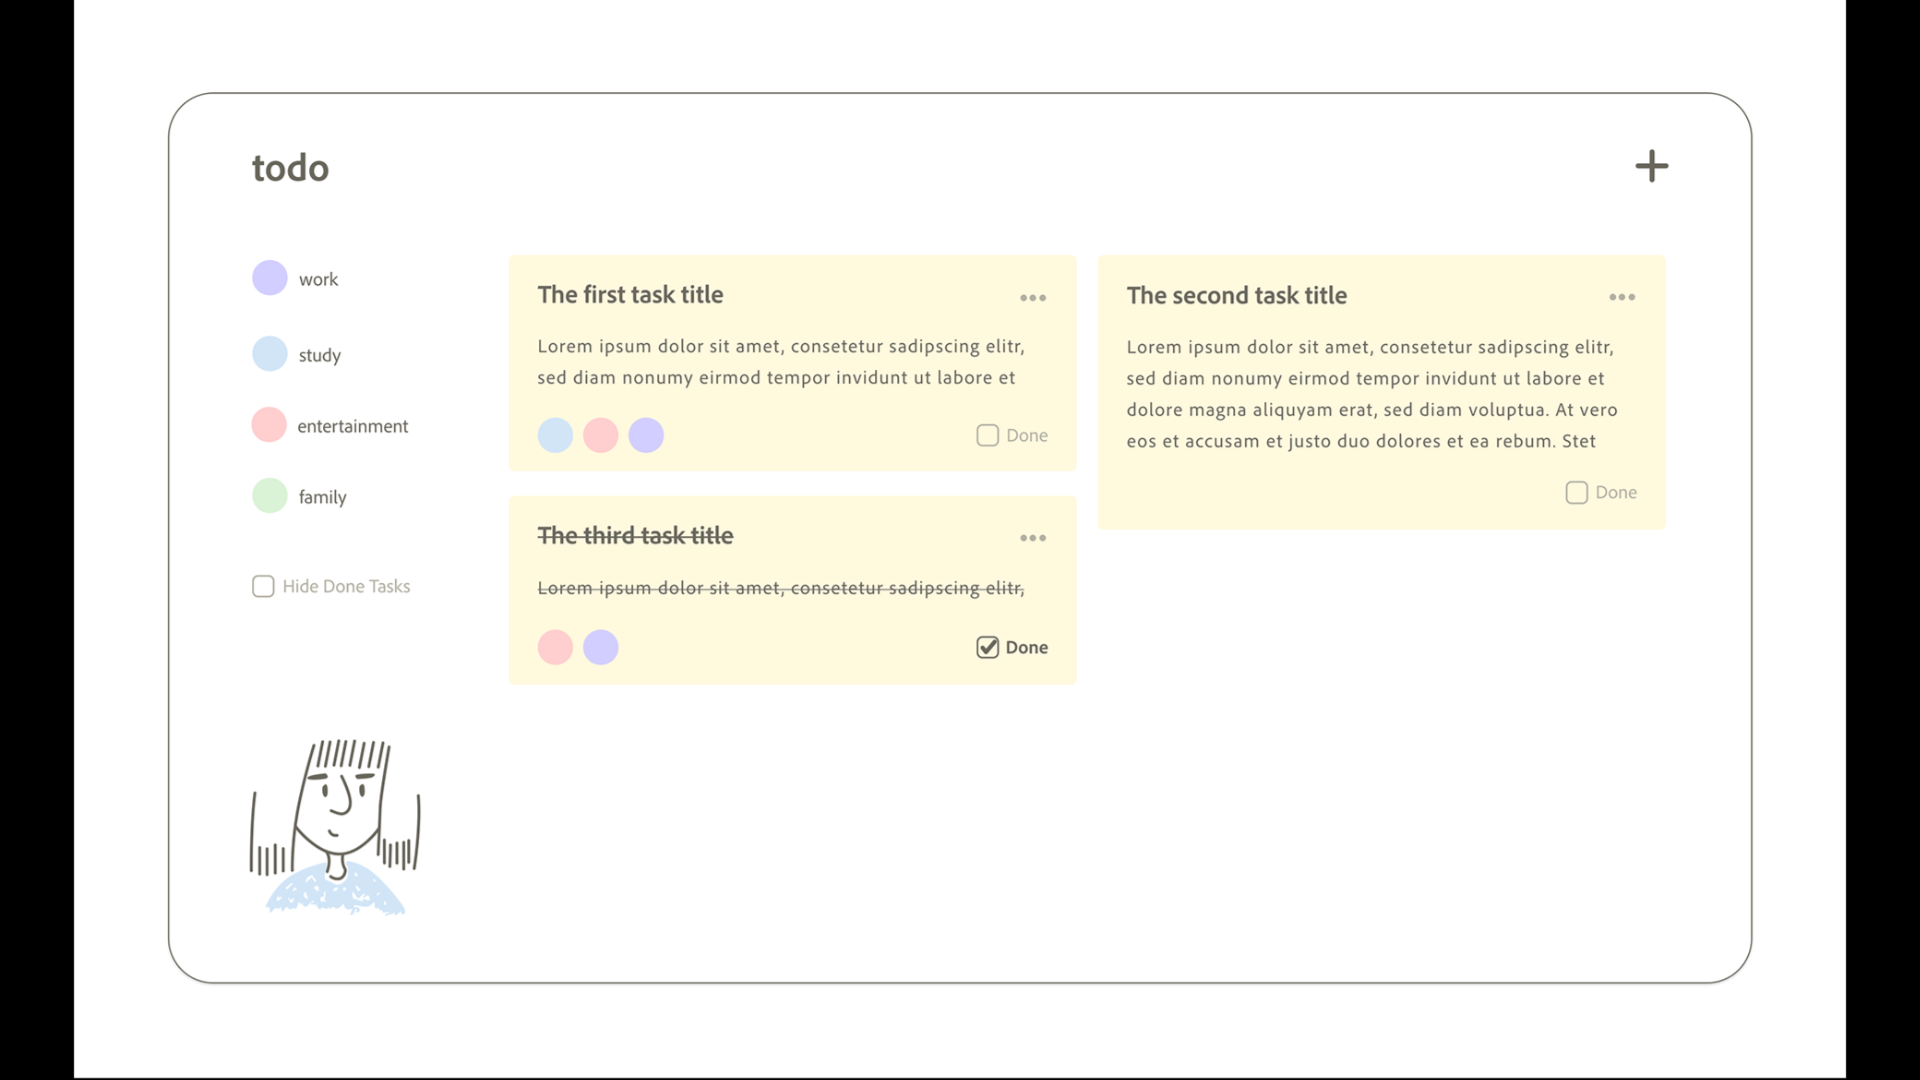 todo
work
study
entertainment
family
Hide Done Tasks
The first task title
Lorem ipsum dolor sit amet, consetetur sadipscing elitr,
sed diam nonumy eirmod tempor invidunt ut labore et
Done
The second task title
Lorem ipsum dolor sit amet, consetetur sadipscing elitr,
sed diam nonumy eirmod tempor invidunt ut labore et
dolore magna aliquyam erat, sed diam voluptua. At vero
eos et accusam et justo duo dolores et ea rebum. Stet
Done
The third task title
Lorem ipsum dolor sit amet, consetetur sadipscing elitr,
Done